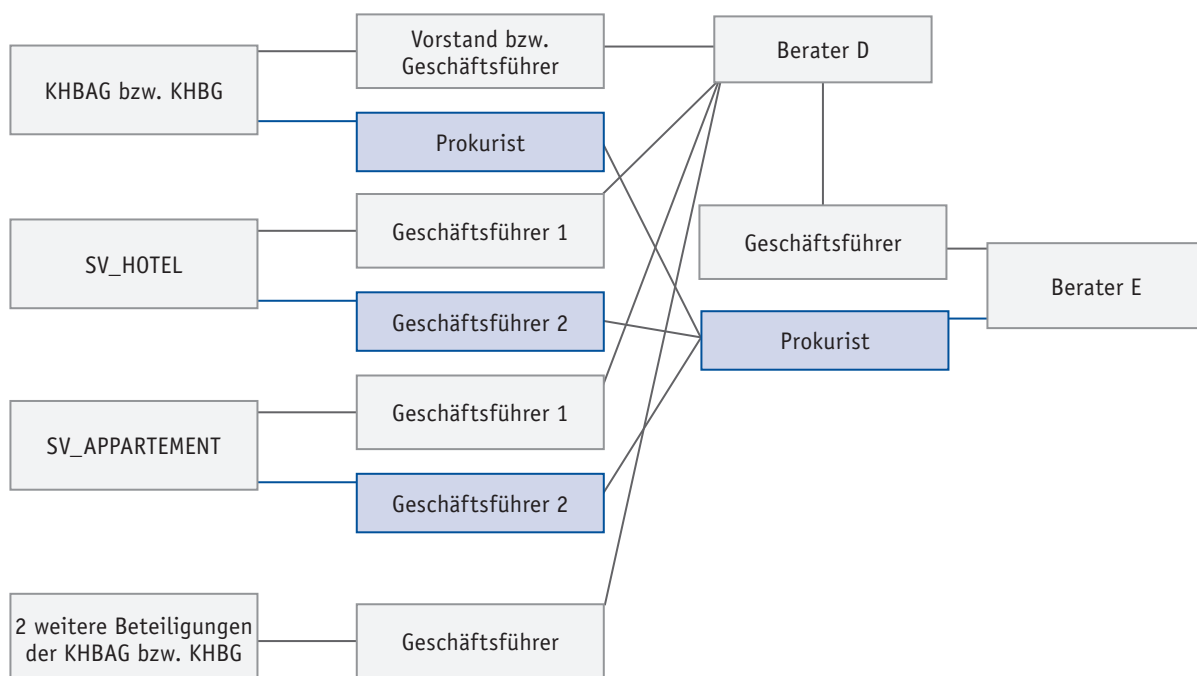 Vorstand bzw.
Geschäftsführer
Berater D
KHBAG bzw. KHBG
Prokurist
Geschäftsführer 1
Geschäftsführer
SV_HOTEL
Berater E
Geschäftsführer 2
Prokurist
Geschäftsführer 1
SV_APPARTEMENT
Geschäftsführer 2
2 weitere Beteiligungen
der KHBAG bzw. KHBG
Geschäftsführer